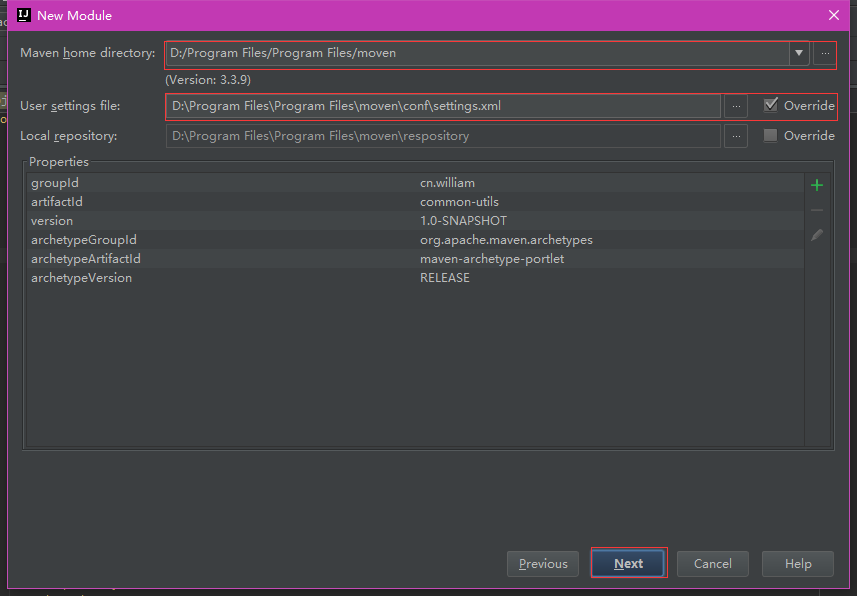 New Module
Maven home directory: D:/Program Files/Program Files/moven ...
(Version: 3.3.9)
User settings file: D:\Program Files\Program Files\moven\conf\settings.xml ... Override
Local repository: D:\Program Files\Program Files\moven\respository ... Override
Properties
groupId cn.william
artifactId common-utils
version 1.0-SNAPSHOT
archetypeGroupId org.apache.maven.archetypes
archetypeArtifactId maven-archetype-portlet
archetypeVersion RELEASE
Previous Next Cancel Help